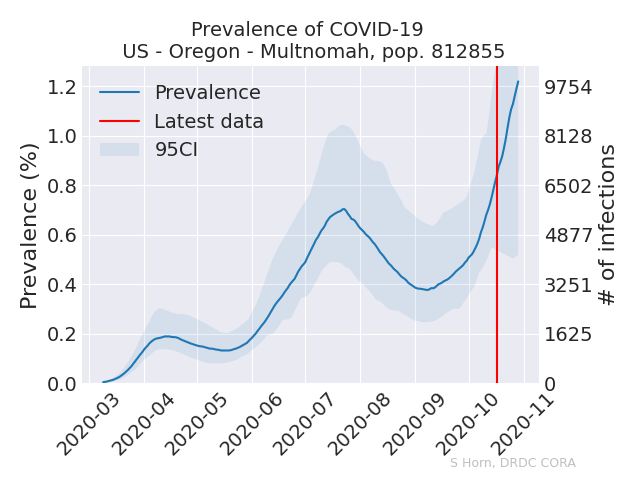 Prevalence of COVID-19
US - Oregon - Multnomah, pop. 812855
Prevalence
Latest data
95CI
Prevalence (%)
1.2
1.0
0.8
0.6
0.4
0.2
0.0
9754
8128
6502
4877
3251
1625
0
# of infections
2020-03
2020-04
2020-05
2020-06
2020-07
2020-08
2020-09
2020-10
2020-11
S Horn, DRDC CORA